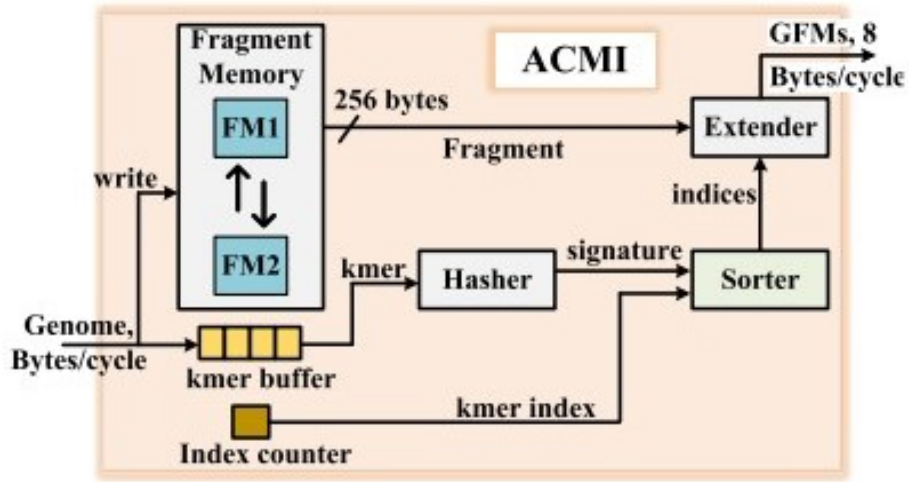 Fragment
Memory
FM1
FM2
ACMI
GFMs, 8
Bytes/cycle
256 bytes
Fragment
Extender
write
indices
kmer
Hasher
signature
Sorter
Genome,
Bytes/cycle
kmer buffer
kmer index
Index counter